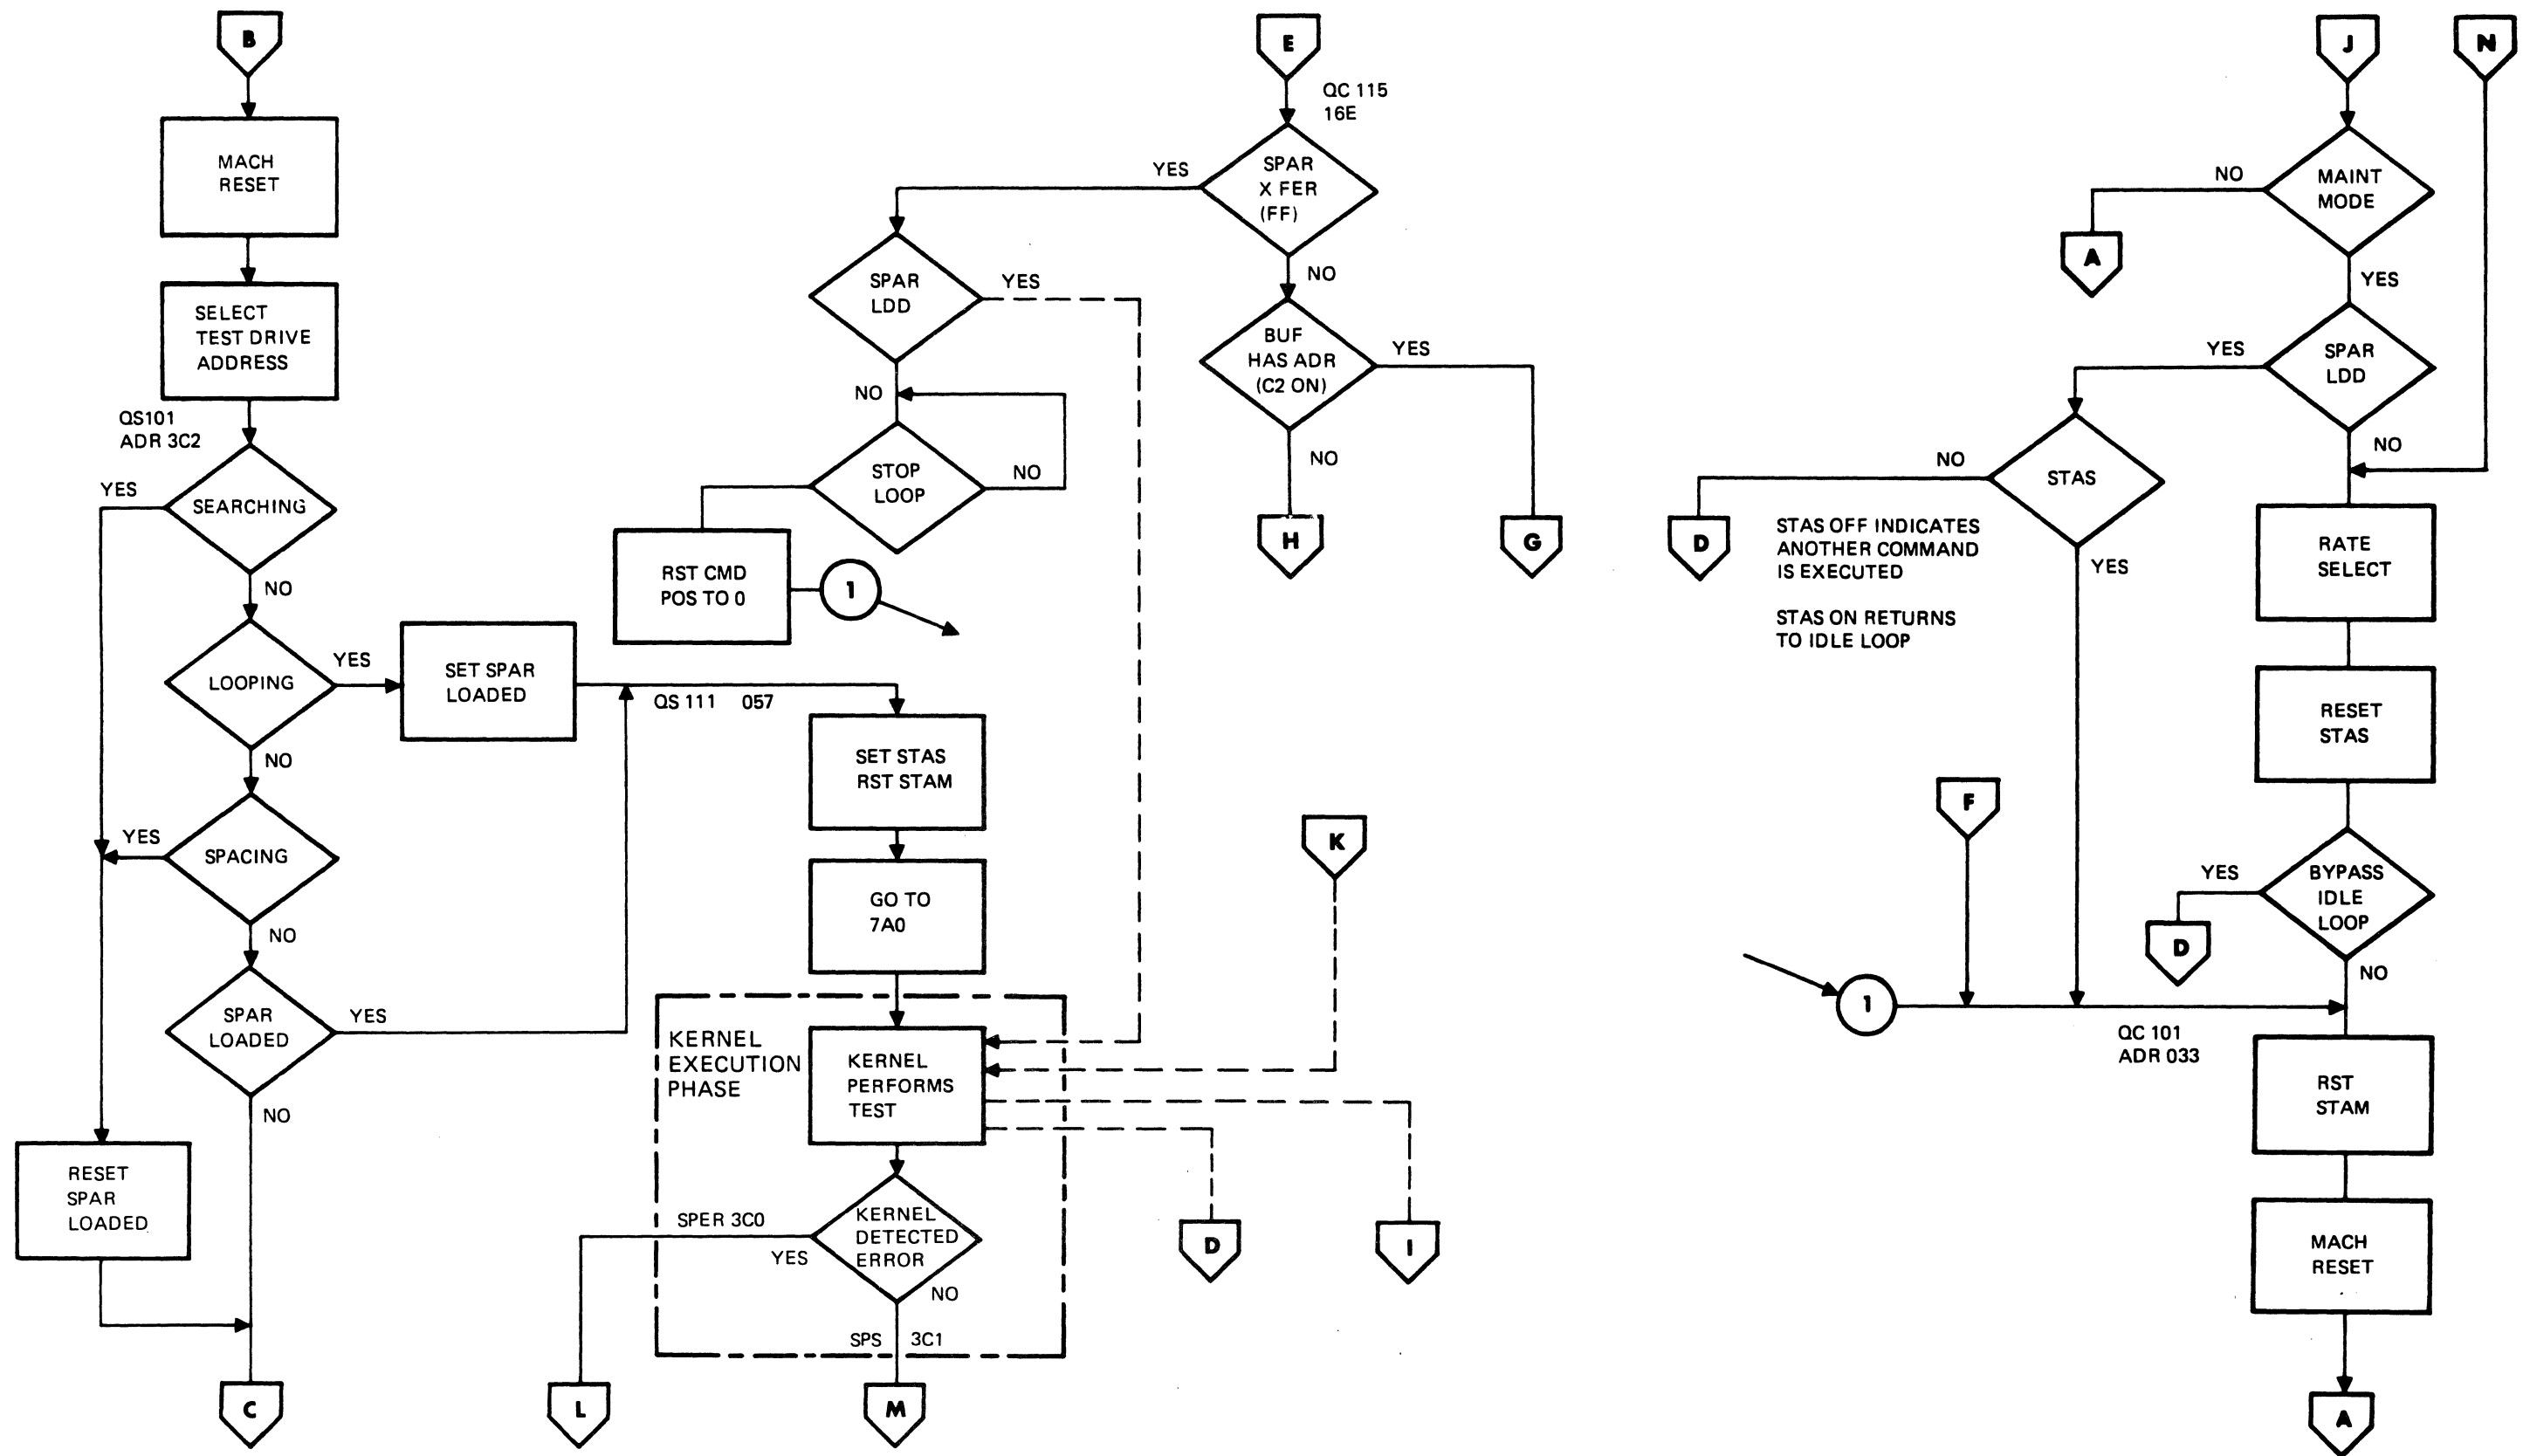 B
MACH
RESET
SELECT
TEST DRIVE
ADDRESS
QS101
ADR 3C2
SEARCHING
YES
NO
LOOPING
YES
NO
SPACING
YES
NO
SPAR
LOADED
YES
NO
RESET
SPAR
LOADED
C
SET SPAR
LOADED
QS 111 057
E
QC 115
16E
SPAR
X FER
(FF)
YES
NO
SPAR
LDD
YES
NO
STOP
LOOP
NO
RST CMD
POS TO 0
1
BUF
HAS ADR
(C2 ON)
YES
NO
H
G
SET STAS
RST STAM
GO TO
7A0
KERNEL
EXECUTION
PHASE
KERNEL
PERFORMS
TEST
K
KERNEL
DETECTED
ERROR
SPER 3C0
YES
NO
SPS 3C1
D
I
L
M
J
N
MAINT
MODE
NO
A
YES
SPAR
LDD
YES
NO
STAS
NO
D
YES
STAS OFF INDICATES
ANOTHER COMMAND
IS EXECUTED
STAS ON RETURNS
TO IDLE LOOP
RATE
SELECT
RESET
STAS
F
BYPASS
IDLE
LOOP
YES
D
NO
1
QC 101
ADR 033
RST
STAM
MACH
RESET
A